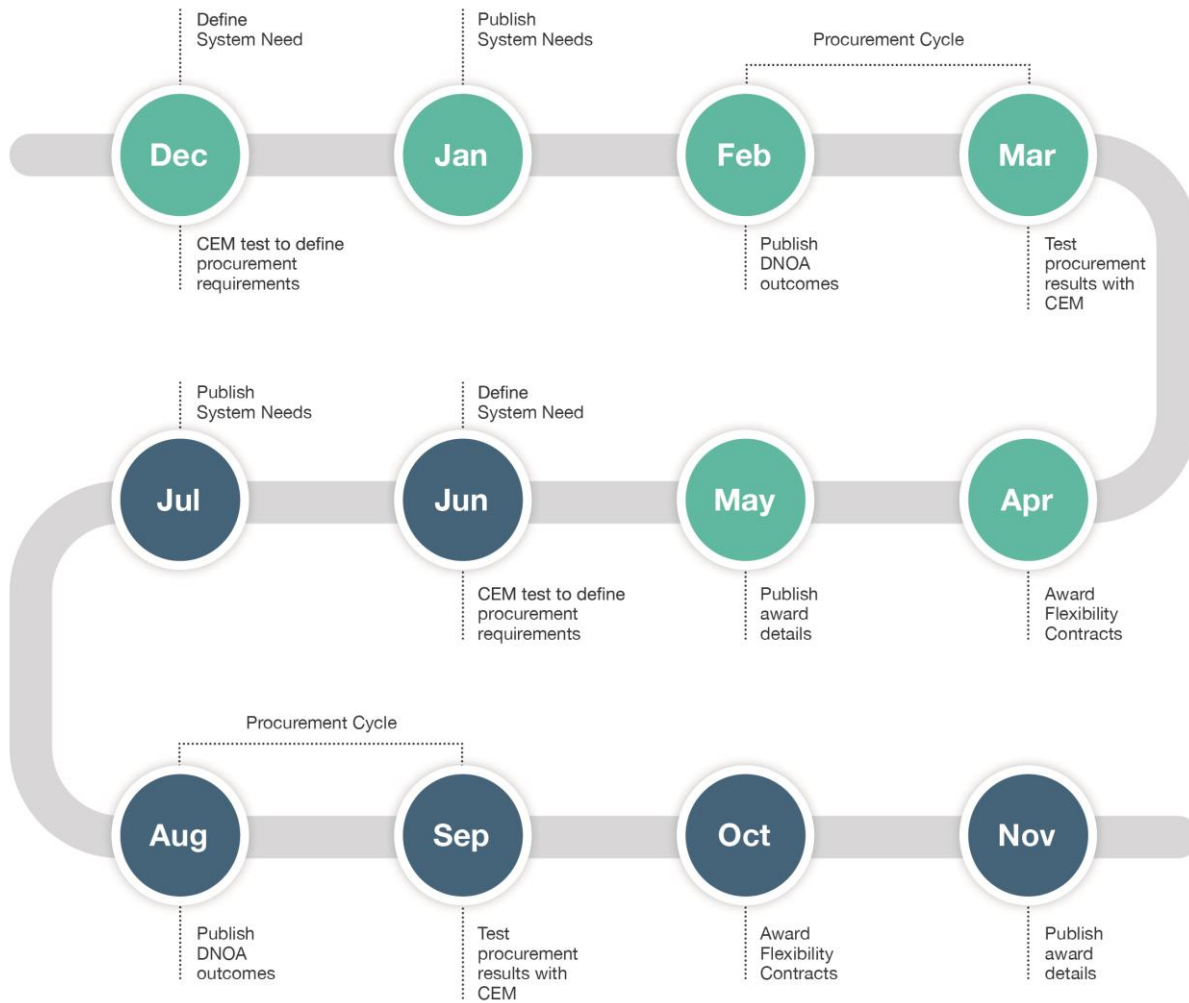 Define
System Need
Publish
System Needs
Procurement Cycle
Dec
Jan
Feb
Mar
CEM test to define
procurement
requirements
Publish
DNOA
outcomes
Test
procurement
results with
CEM
Publish
System Needs
Define
System Need
Jul
Jun
May
Apr
CEM test to define
procurement
requirements
Publish
award
details
Award
Flexibility
Contracts
Procurement Cycle
Aug
Sep
Oct
Nov
Publish
DNOA
outcomes
Test
procurement
results with
CEM
Award
Flexibility
Contracts
Publish
award
details